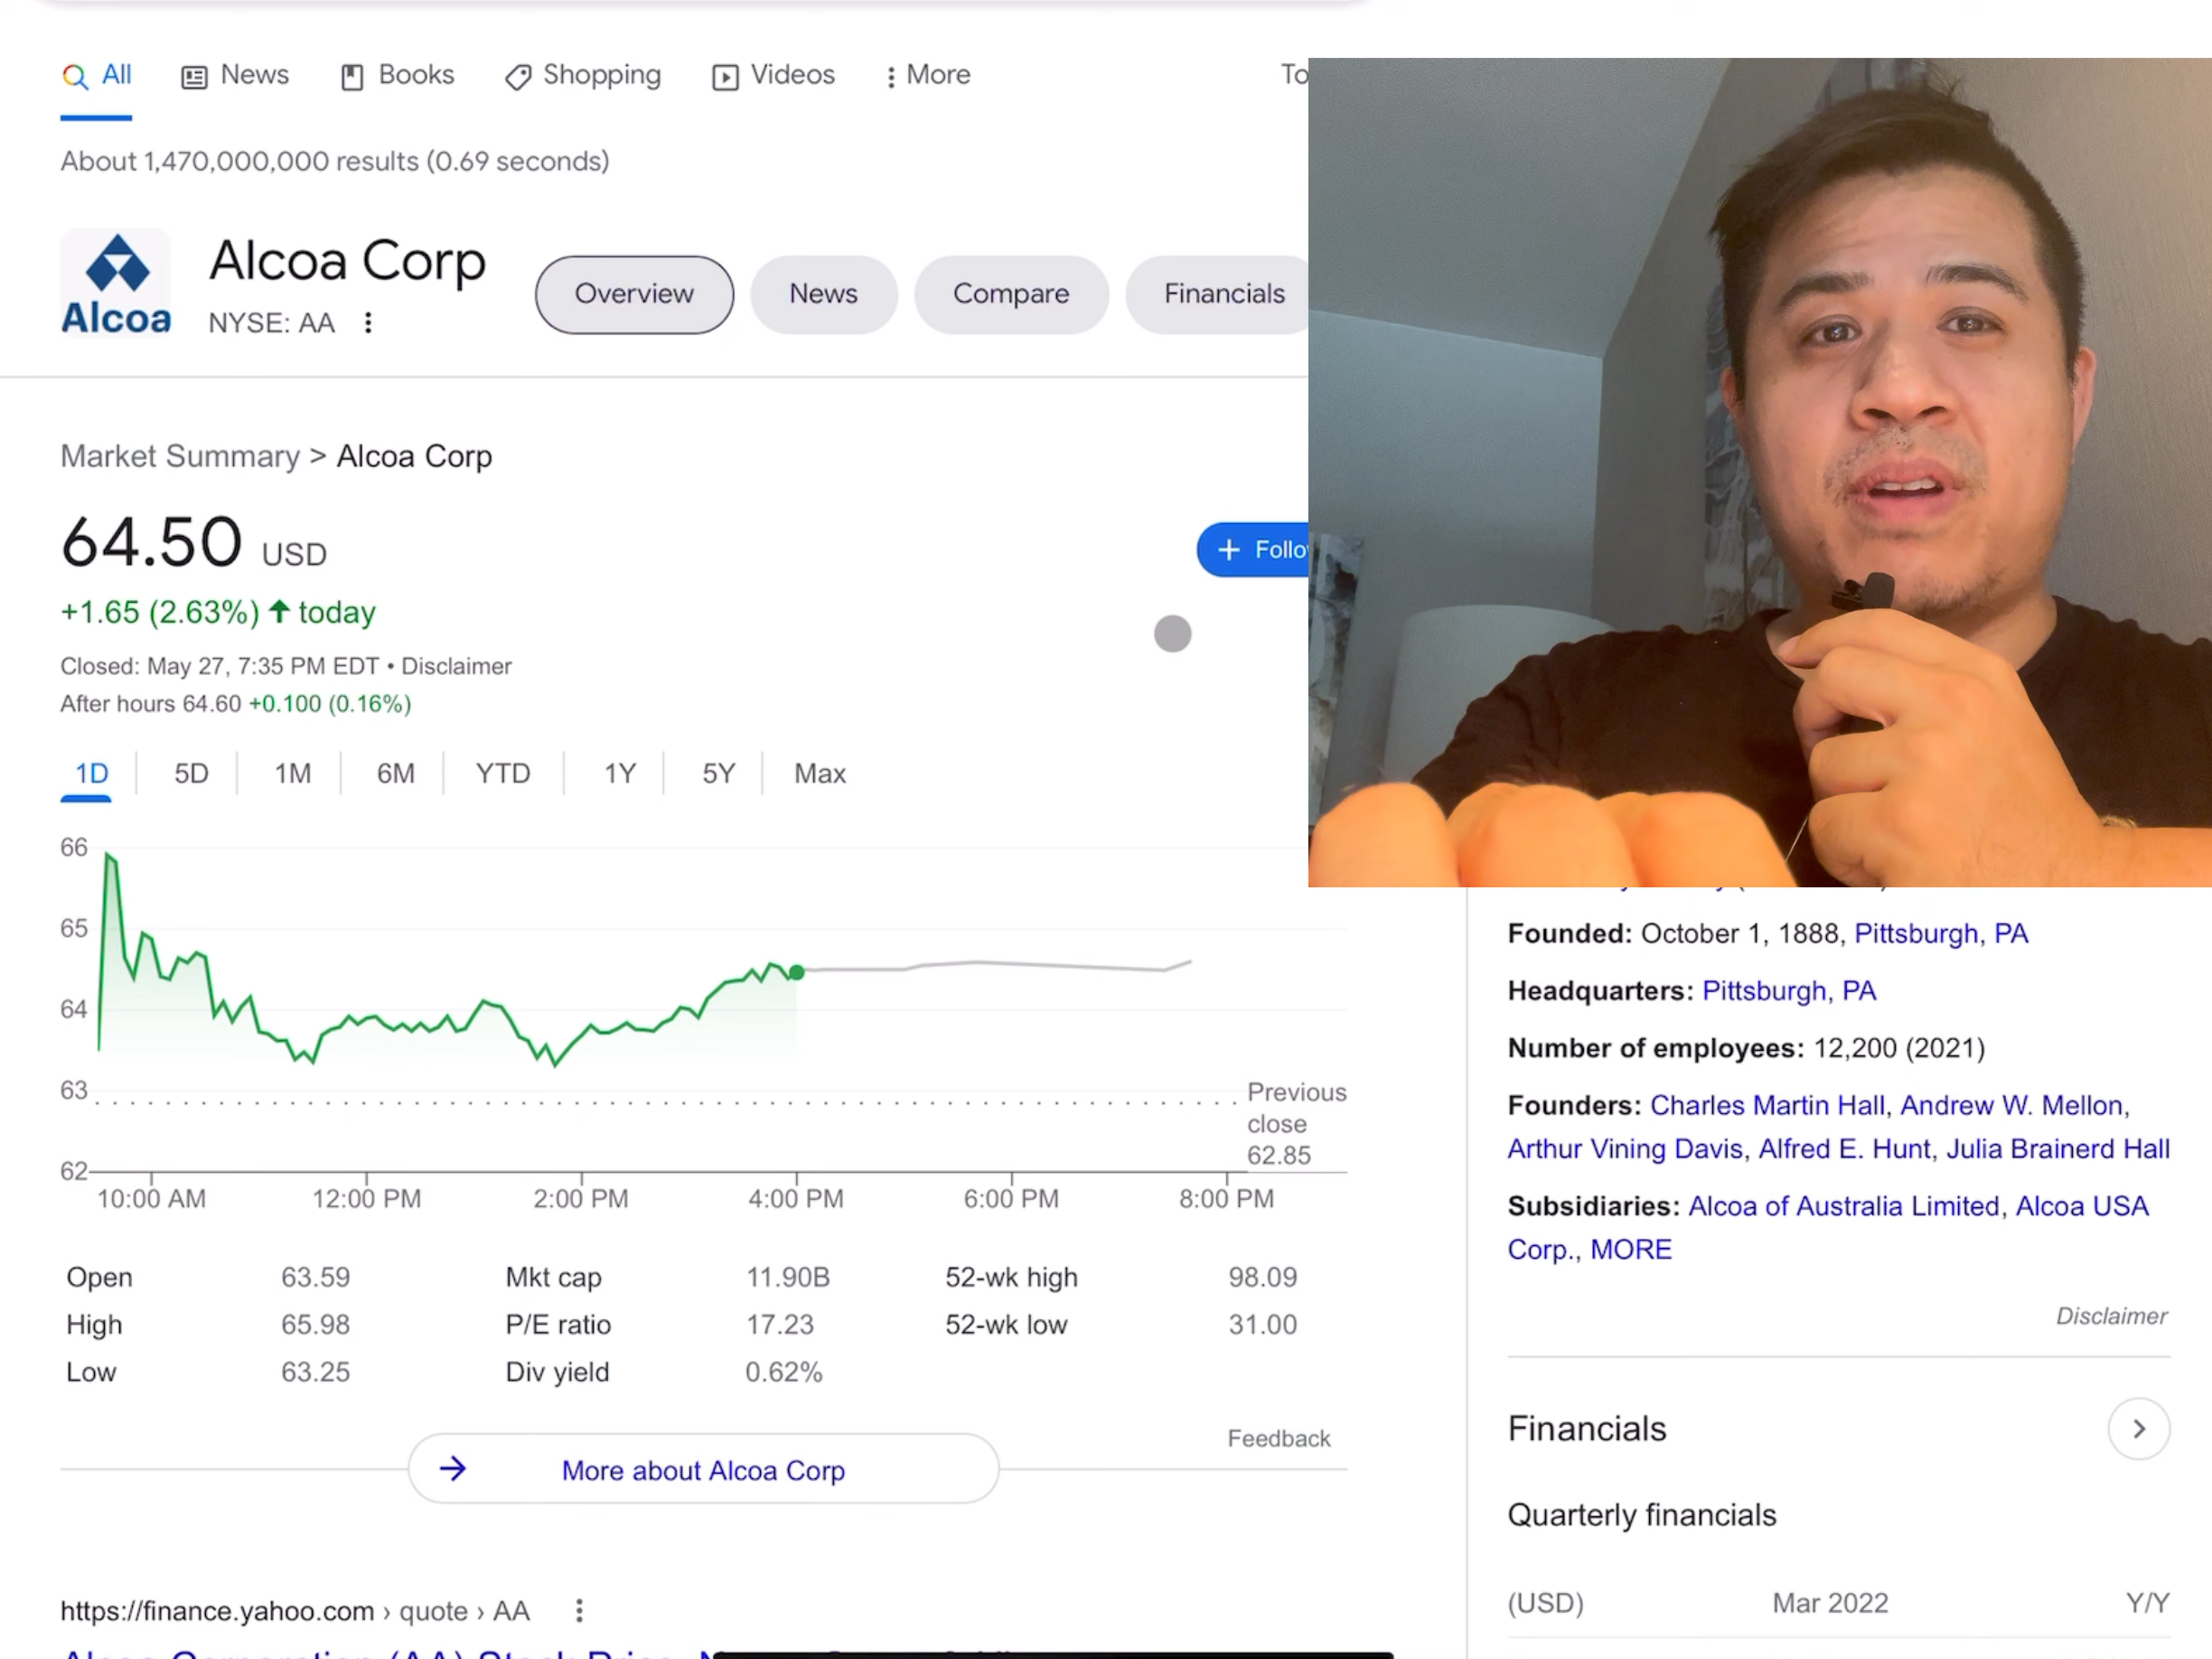 All News Books Shopping Videos More To
About 1,470,000,000 results (0.69 seconds)
Alcoa
Alcoa Corp
NYSE: AA
Overview News Compare Financials
Market Summary > Alcoa Corp
64.50 USD
+ Follo
+1.65 (2.63%) today
Closed: May 27, 7:35 PM EDT • Disclaimer
After hours 64.60 +0.100 (0.16%)
1D 5D 1M 6M YTD 1Y 5Y Max
66
65
64
63
62
Previous
close
62.85
10:00 AM 12:00 PM 2:00 PM 4:00 PM 6:00 PM 8:00 PM
Open 63.59 Mkt cap 11.90B 52-wk high 98.09
High 65.98 P/E ratio 17.23 52-wk low 31.00
Low 63.25 Div yield 0.62%
Feedback
More about Alcoa Corp
https://finance.yahoo.com › quote › AA
Alcoa Corporation (AA) Stock Price,
Founded: October 1, 1888, Pittsburgh, PA
Headquarters: Pittsburgh, PA
Number of employees: 12,200 (2021)
Founders: Charles Martin Hall, Andrew W. Mellon,
Arthur Vining Davis, Alfred E. Hunt, Julia Brainerd Hall
Subsidiaries: Alcoa of Australia Limited, Alcoa USA
Corp., MORE
Disclaimer
Financials
Quarterly financials
(USD) Mar 2022 Y/Y